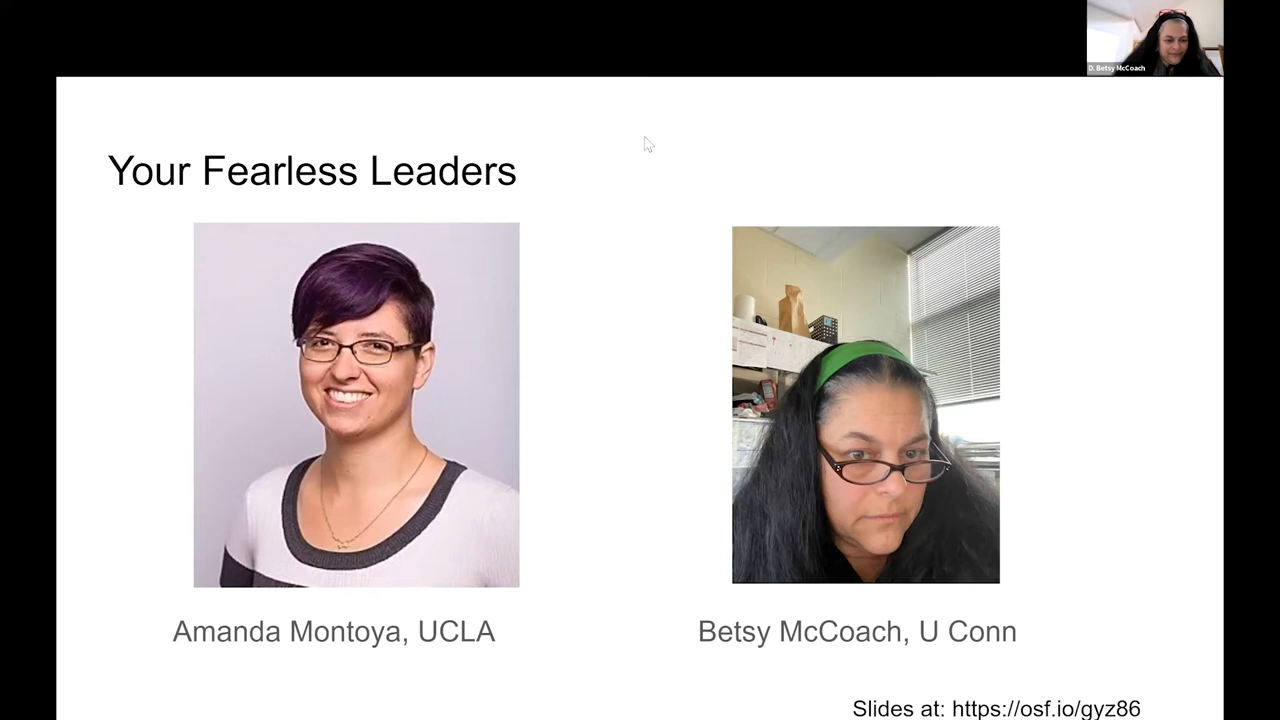 D. Betsy McCoach
Your Fearless Leaders
Amanda Montoya, UCLA
Betsy McCoach, U Conn
Slides at: https://osf.io/gyz86